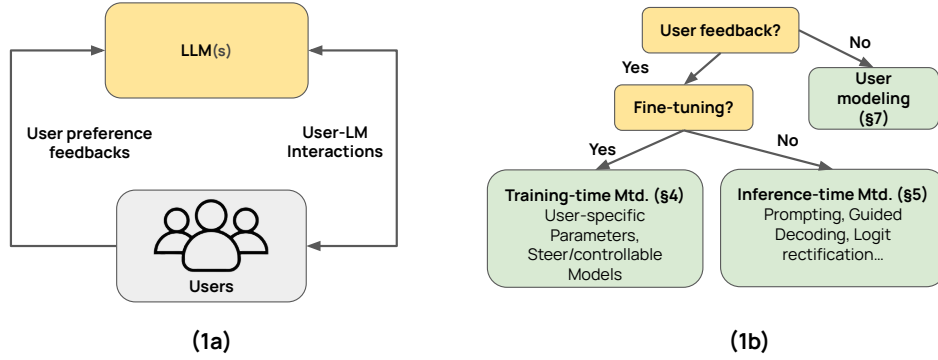 LLM(s)
User preference
feedbacks
User-LM
Interactions
Users
(1a)
User feedback?
Yes
No
Fine-tuning?
User
modeling
(§7)
Yes
No
Training-time Mtd. (§4)
User-specific
Parameters,
Steer/controllable
Models
Inference-time Mtd. (§5)
Prompting, Guided
Decoding, Logit
rectification...
(1b)